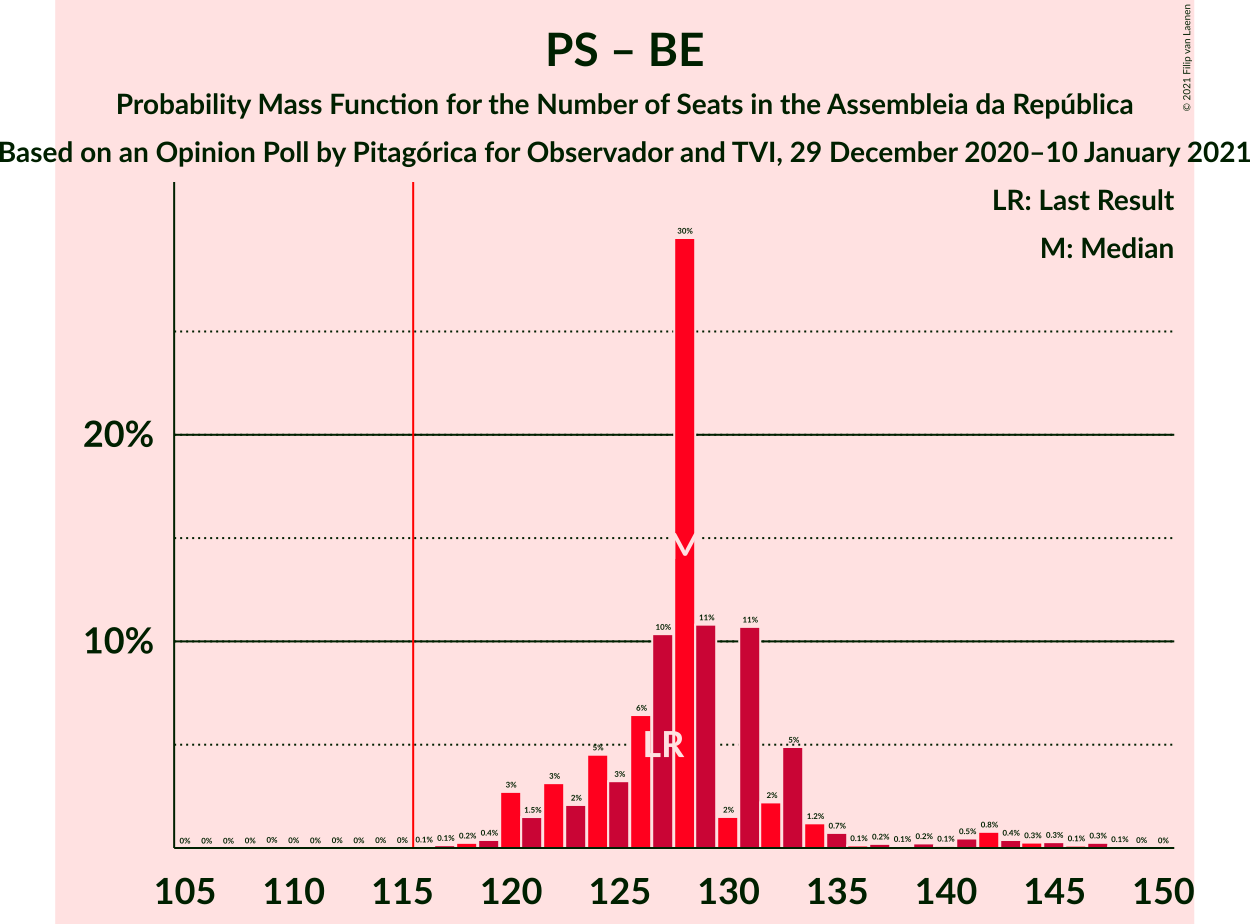 PS – BE
Probability Mass Function for the Number of Seats in the Assembleia da República
Based on an Opinion Poll by Pitagórica for Observador and TVI, 29 December 2020–10 January 2021
© 2021 Filip van Laenen
LR: Last Result
M: Median
20%
10%
0% 0% 0% 0% 0% 0% 0% 0% 0% 0% 0% 0.1% 0.1% 0.2% 0.4% 3% 1.5% 3% 2% 5% 3% 6% 10% 30% 11% 2% 11% 2% 5% 1.2% 0.7% 0.1% 0.2% 0.1% 0.2% 0.1% 0.5% 0.8% 0.4% 0.3% 0.3% 0.1% 0.3% 0.1% 0% 0%
M
LR
105 110 115 120 125 130 135 140 145 150